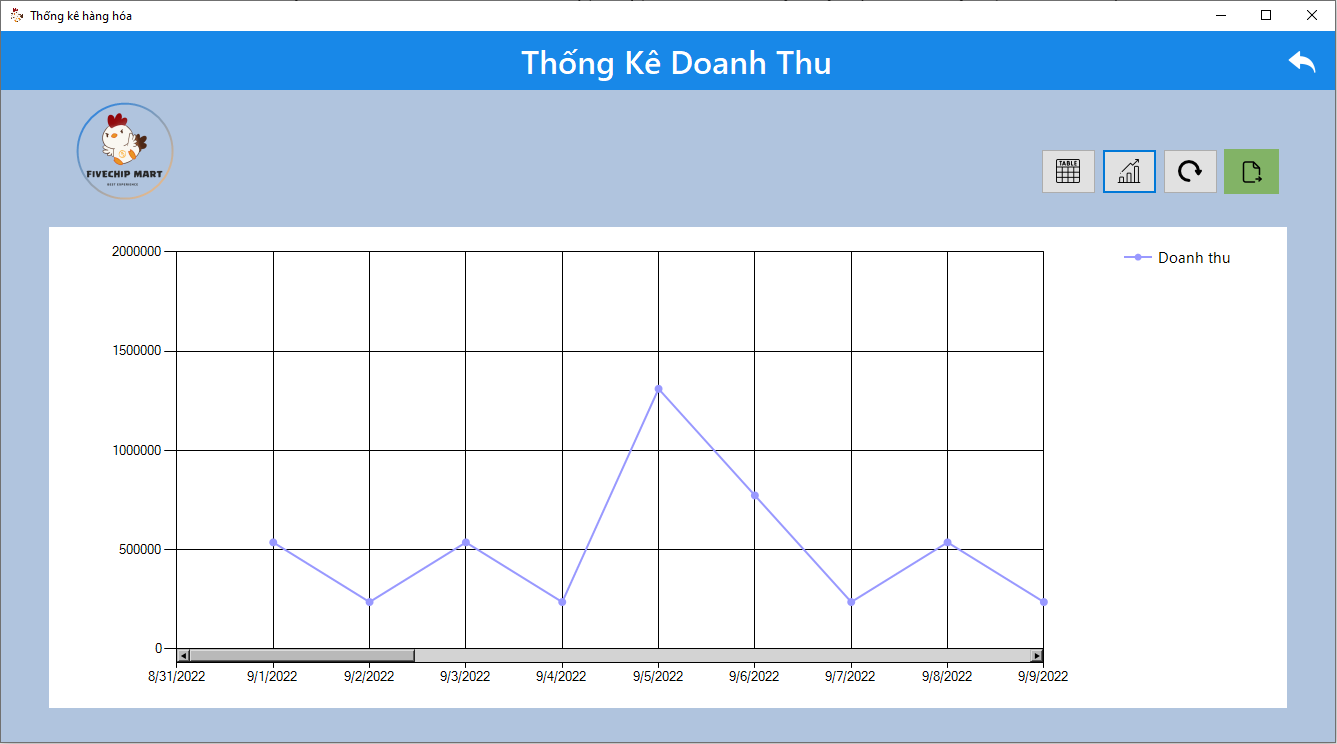 Thống kê hàng hóa
Thống Kê Doanh Thu
FIVECHIP MART
BEST EXPERIENCE
TABLE
Doanh thu
2000000
1500000
1000000
500000
0
8/31/2022 9/1/2022 9/2/2022 9/3/2022 9/4/2022 9/5/2022 9/6/2022 9/7/2022 9/8/2022 9/9/2022